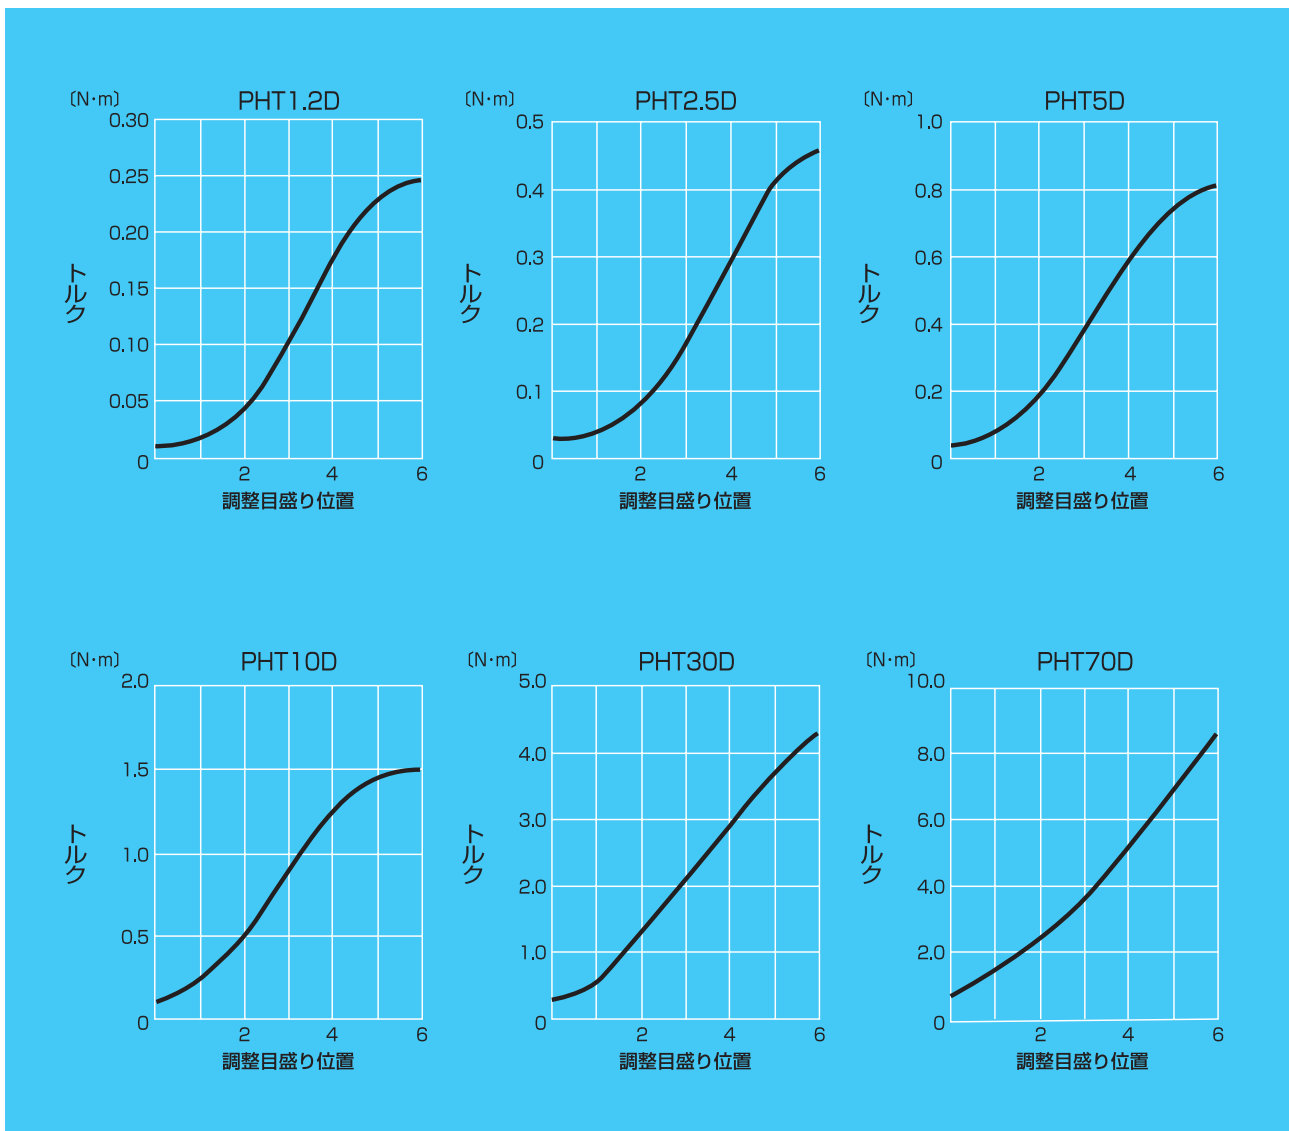 〔N･m〕 PHT1.2D
0.30
0.25
0.20
0.15
0.10
0.05
0
トルク
2 4 6
調整目盛り位置
〔N･m〕 PHT2.5D
0.5
0.4
0.3
0.2
0.1
0
トルク
2 4 6
調整目盛り位置
〔N･m〕 PHT5D
1.0
0.8
0.6
0.4
0.2
0
トルク
2 4 6
調整目盛り位置
〔N･m〕 PHT10D
2.0
1.5
1.0
0.5
0
トルク
2 4 6
調整目盛り位置
〔N･m〕 PHT30D
5.0
4.0
3.0
2.0
1.0
0
トルク
2 4 6
調整目盛り位置
〔N･m〕 PHT70D
10.0
8.0
6.0
4.0
2.0
0
トルク
2 4 6
調整目盛り位置